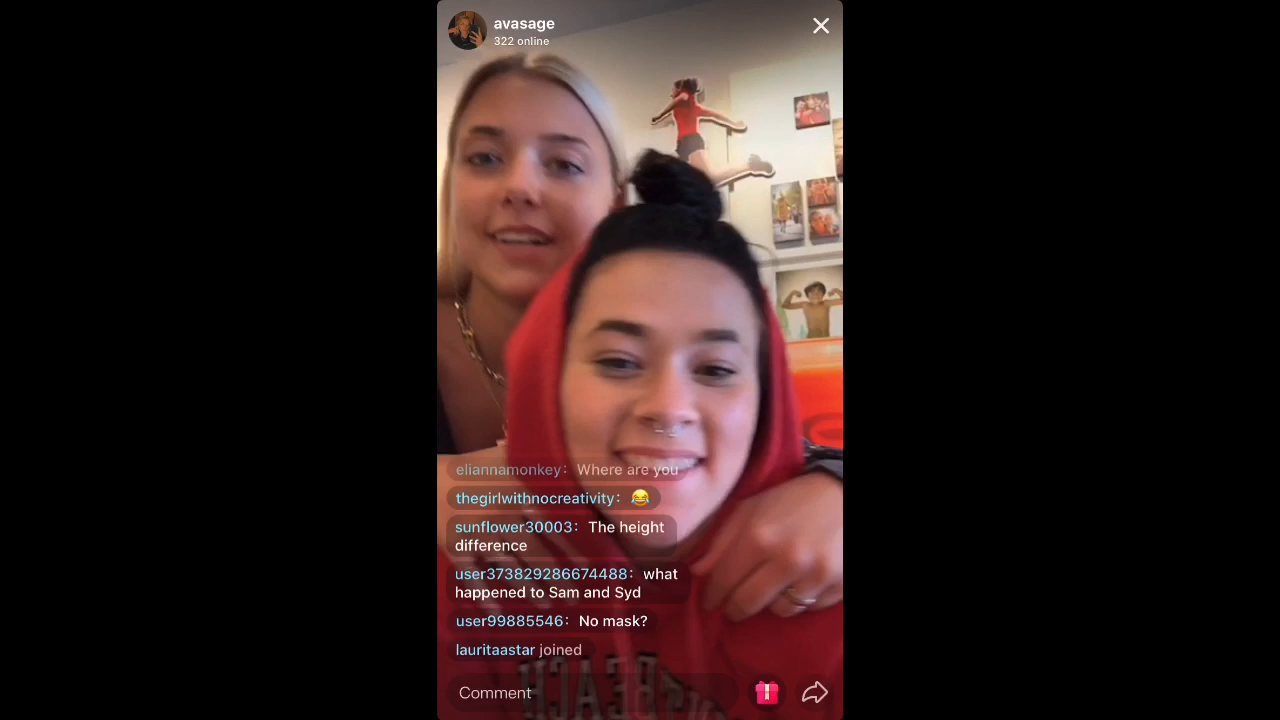 avasage
322 online
eliannamonkey: Where are you
thegirlwithnocreativity: 😂
sunflower30003: The height
difference
user373829286674488: what
happened to Sam and Syd
user99885546: No mask?
lauritaastar joined
Comment